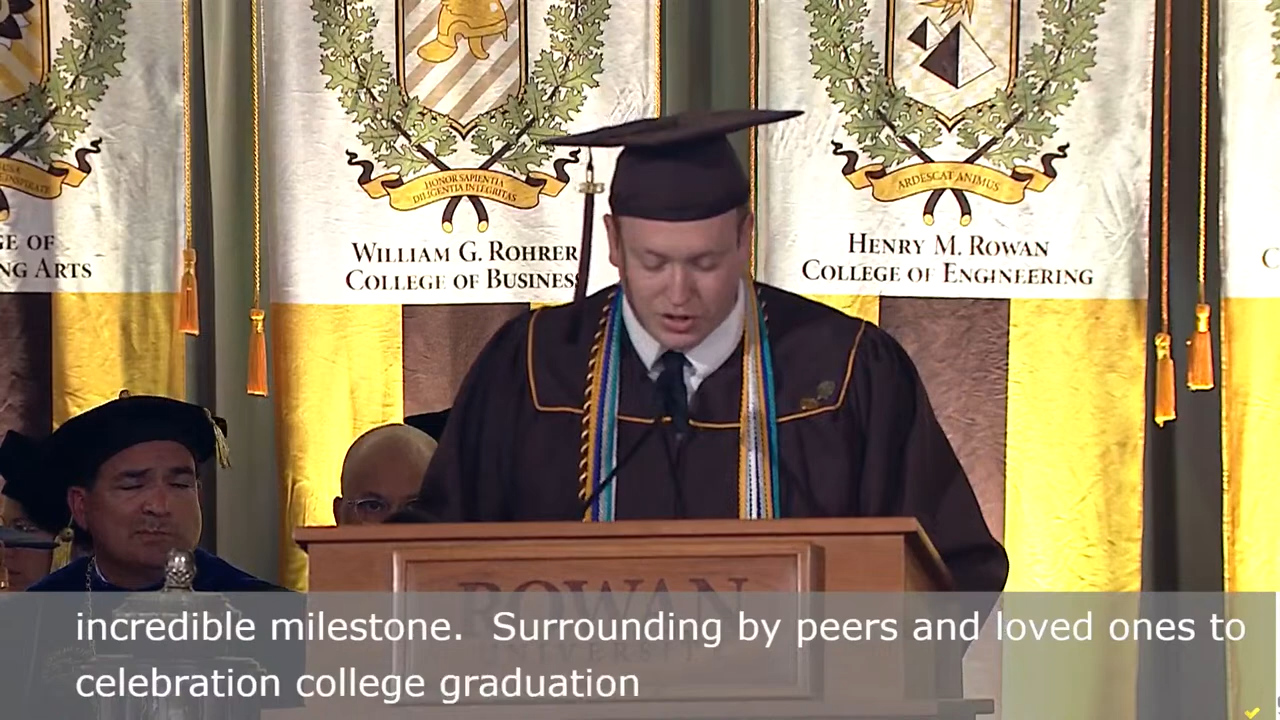 GE OF
NG ARTS
HONOR SAPIENTIA
DILIGENTIA INTEGRITAS
WILLIAM G. ROHRER
COLLEGE OF BUSINESS
ARDESCAT ANIMUS
HENRY M. ROWAN
COLLEGE OF ENGINEERING
C
ROWAN
UNIVERSITY
incredible milestone.  Surrounding by peers and loved ones to
celebration college graduation